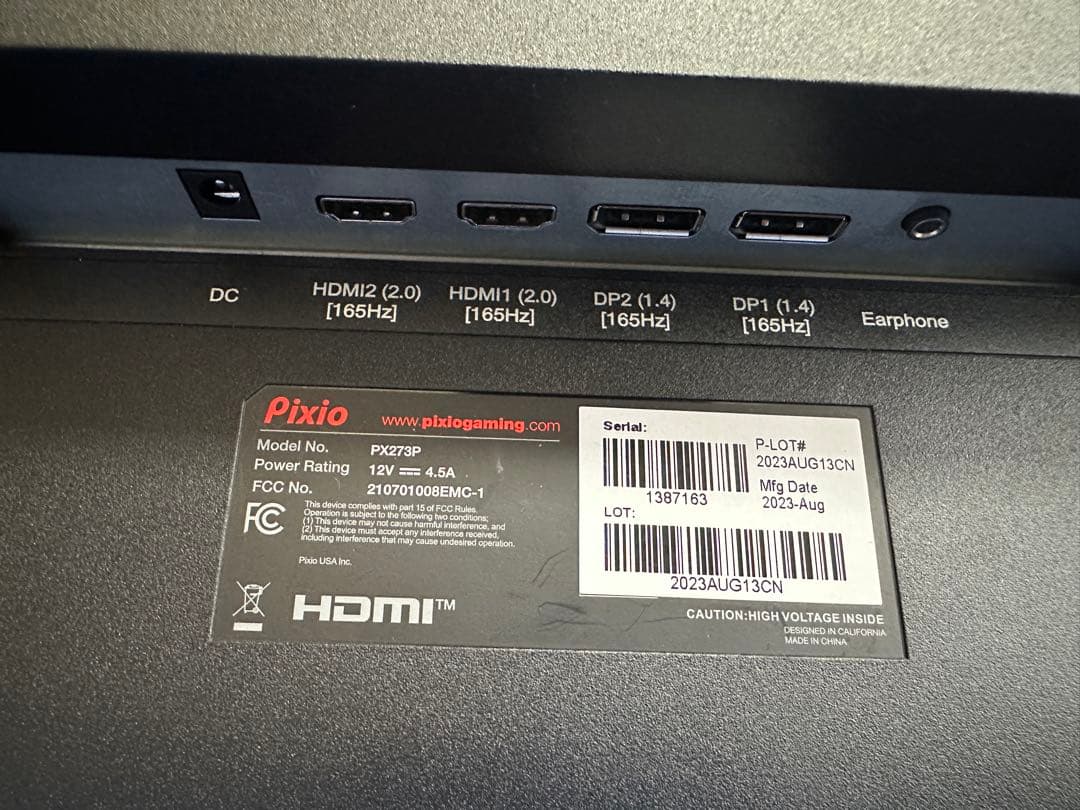 DC
HDMI2 (2.0)
[165Hz]
HDMI1 (2.0)
[165Hz]
DP2 (1.4)
[165Hz]
DP1 (1.4)
[165Hz]
Earphone
Pixio
www.pixiogaming.com
Model No. PX273P
Power Rating 12V 4.5A
FCC No. 210701008EMC-1
FC
This device complies with part 15 of FCC Rules.
Operation is subject to the following two conditions;
(1) This device may not cause harmful interference, and
(2) This device must accept any interference received,
including interference that may cause undesired operation.
Pixio USA Inc.
HDMI™
Serial:
1387163
P-LOT#
2023AUG13CN
Mfg Date
2023-Aug
LOT:
2023AUG13CN
CAUTION:HIGH VOLTAGE INSIDE
DESIGNED IN CALIFORNIA
MADE IN CHINA